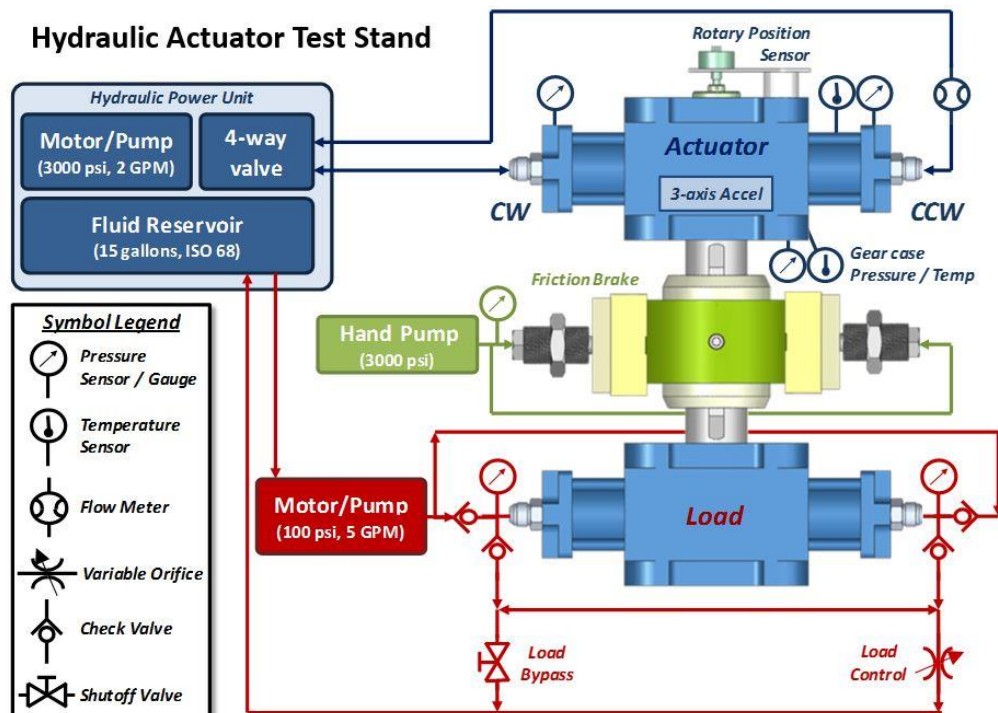 Hydraulic Actuator Test Stand
Rotary Position
Sensor
Hydraulic Power Unit
Motor/Pump
(3000 psi, 2 GPM)
4-way
valve
Fluid Reservoir
(15 gallons, ISO 68)
Actuator
3-axis Accel
CW
CCW
Gear case
Pressure / Temp
Friction Brake
Hand Pump
(3000 psi)
Symbol Legend
Pressure
Sensor / Gauge
Temperature
Sensor
Flow Meter
Variable Orifice
Check Valve
Shutoff Valve
Motor/Pump
(100 psi, 5 GPM)
Load
Load
Bypass
Load
Control